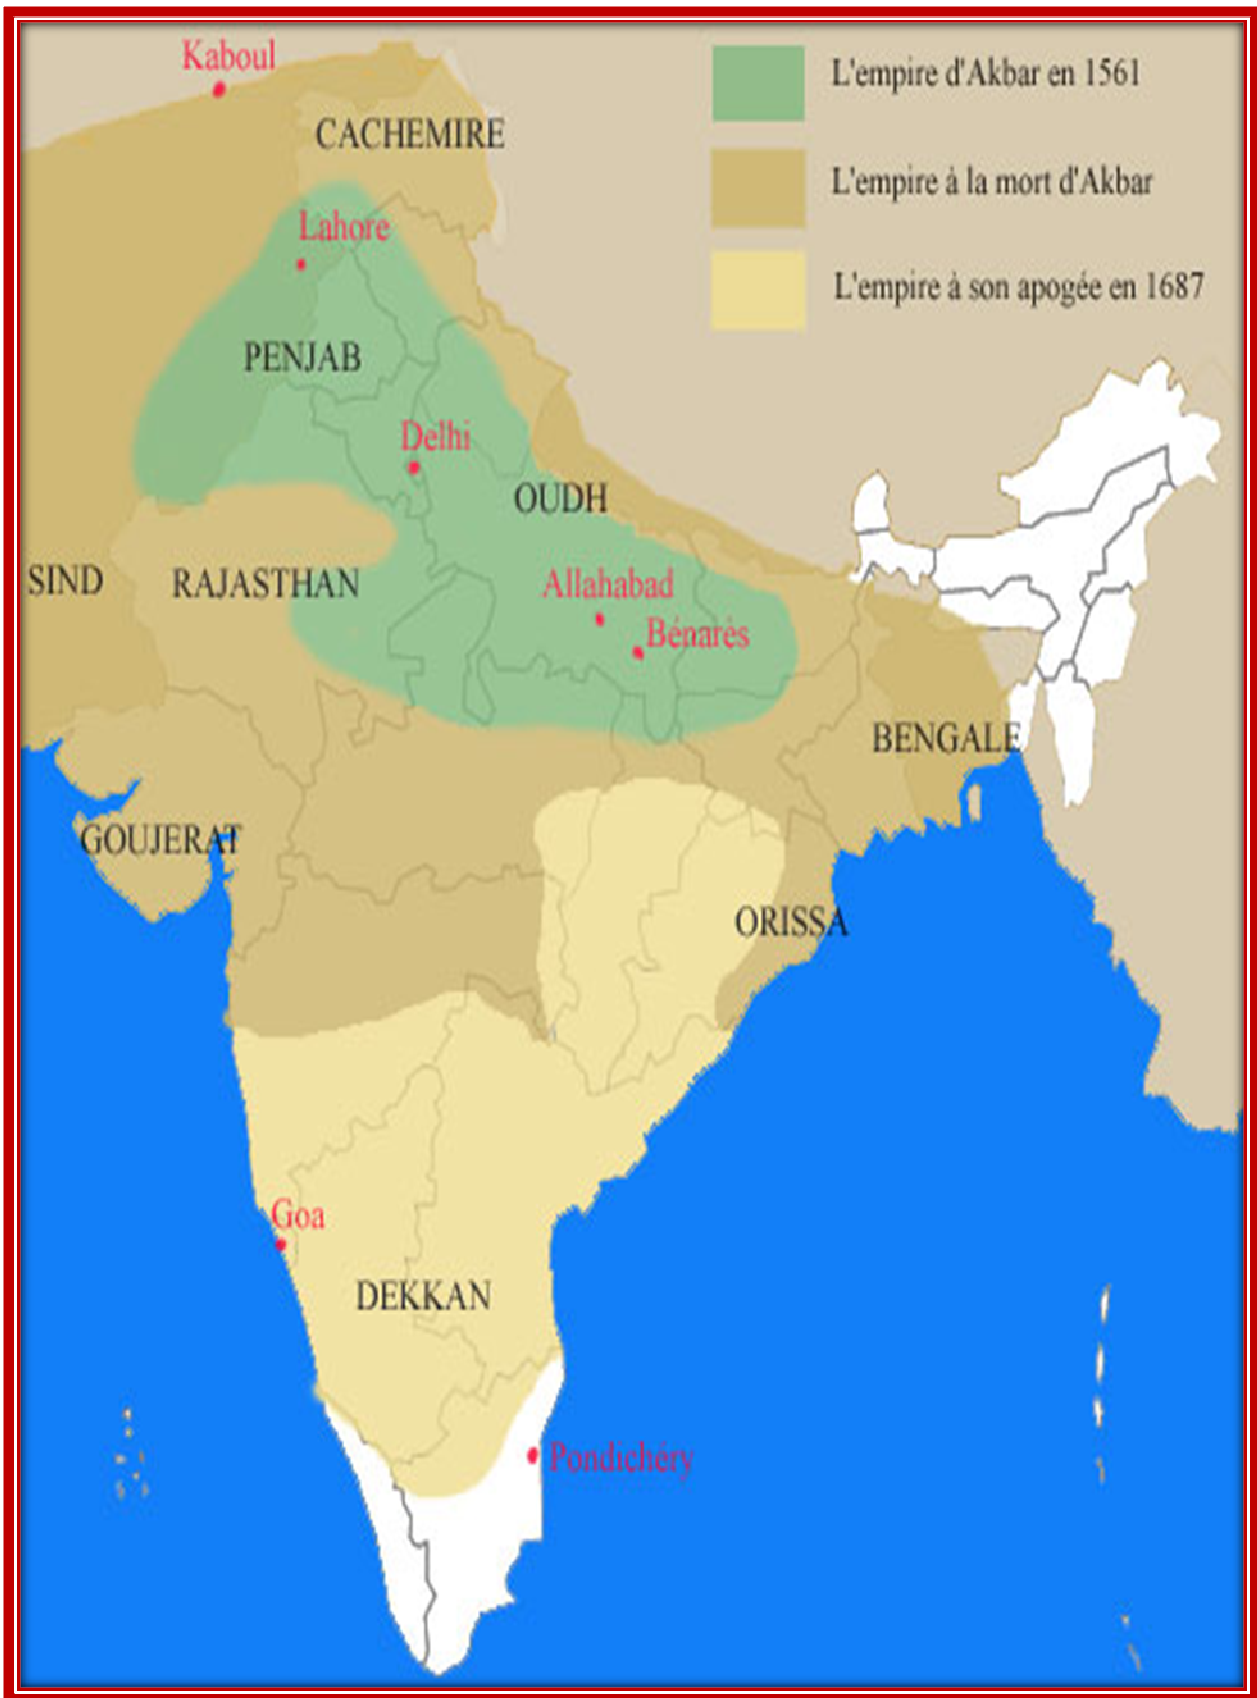 Kaboul
L'empire d'Akbar en 1561
CACHEMIRE
L'empire à la mort d'Akbar
Lahore
L'empire à son apogée en 1687
PENJAB
Delhi
OUDH
SIND
RAJASTHAN
Allahabad
Bénarès
BENGALE
GOUJERAT
ORISSA
Goa
DEKKAN
Pondichéry